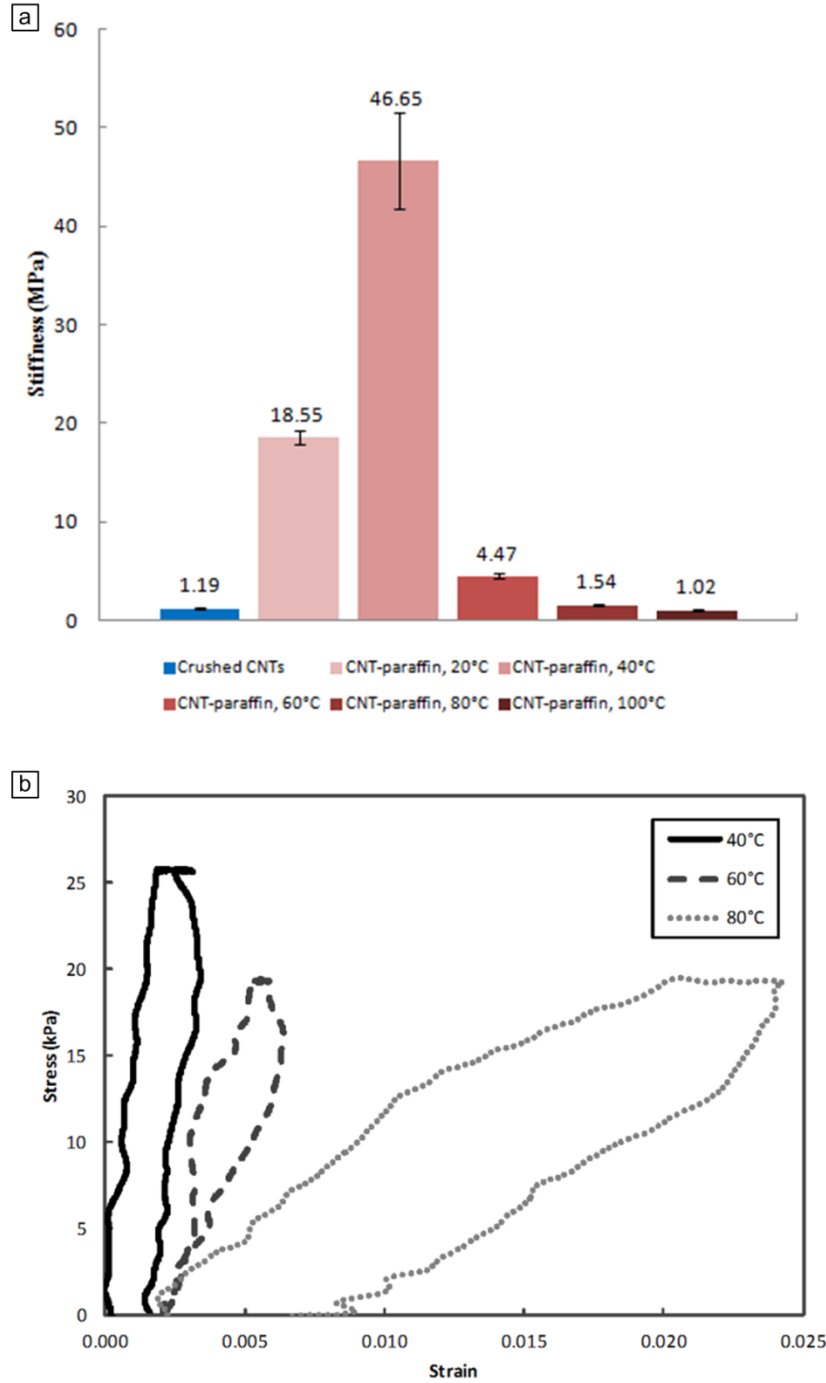 a
60
50
40
30
20
10
0
Stiffness (MPa)
46.65
18.55
4.47
1.19
1.54
1.02
Crushed CNTs CNT-paraffin, 20°C CNT-paraffin, 40°C
CNT-paraffin, 60°C CNT-paraffin, 80°C CNT-paraffin, 100°C
b
30
25
20
15
10
5
0
Stress (kPa)
40°C
60°C
80°C
0.000 0.005 0.010 0.015 0.020 0.025
Strain